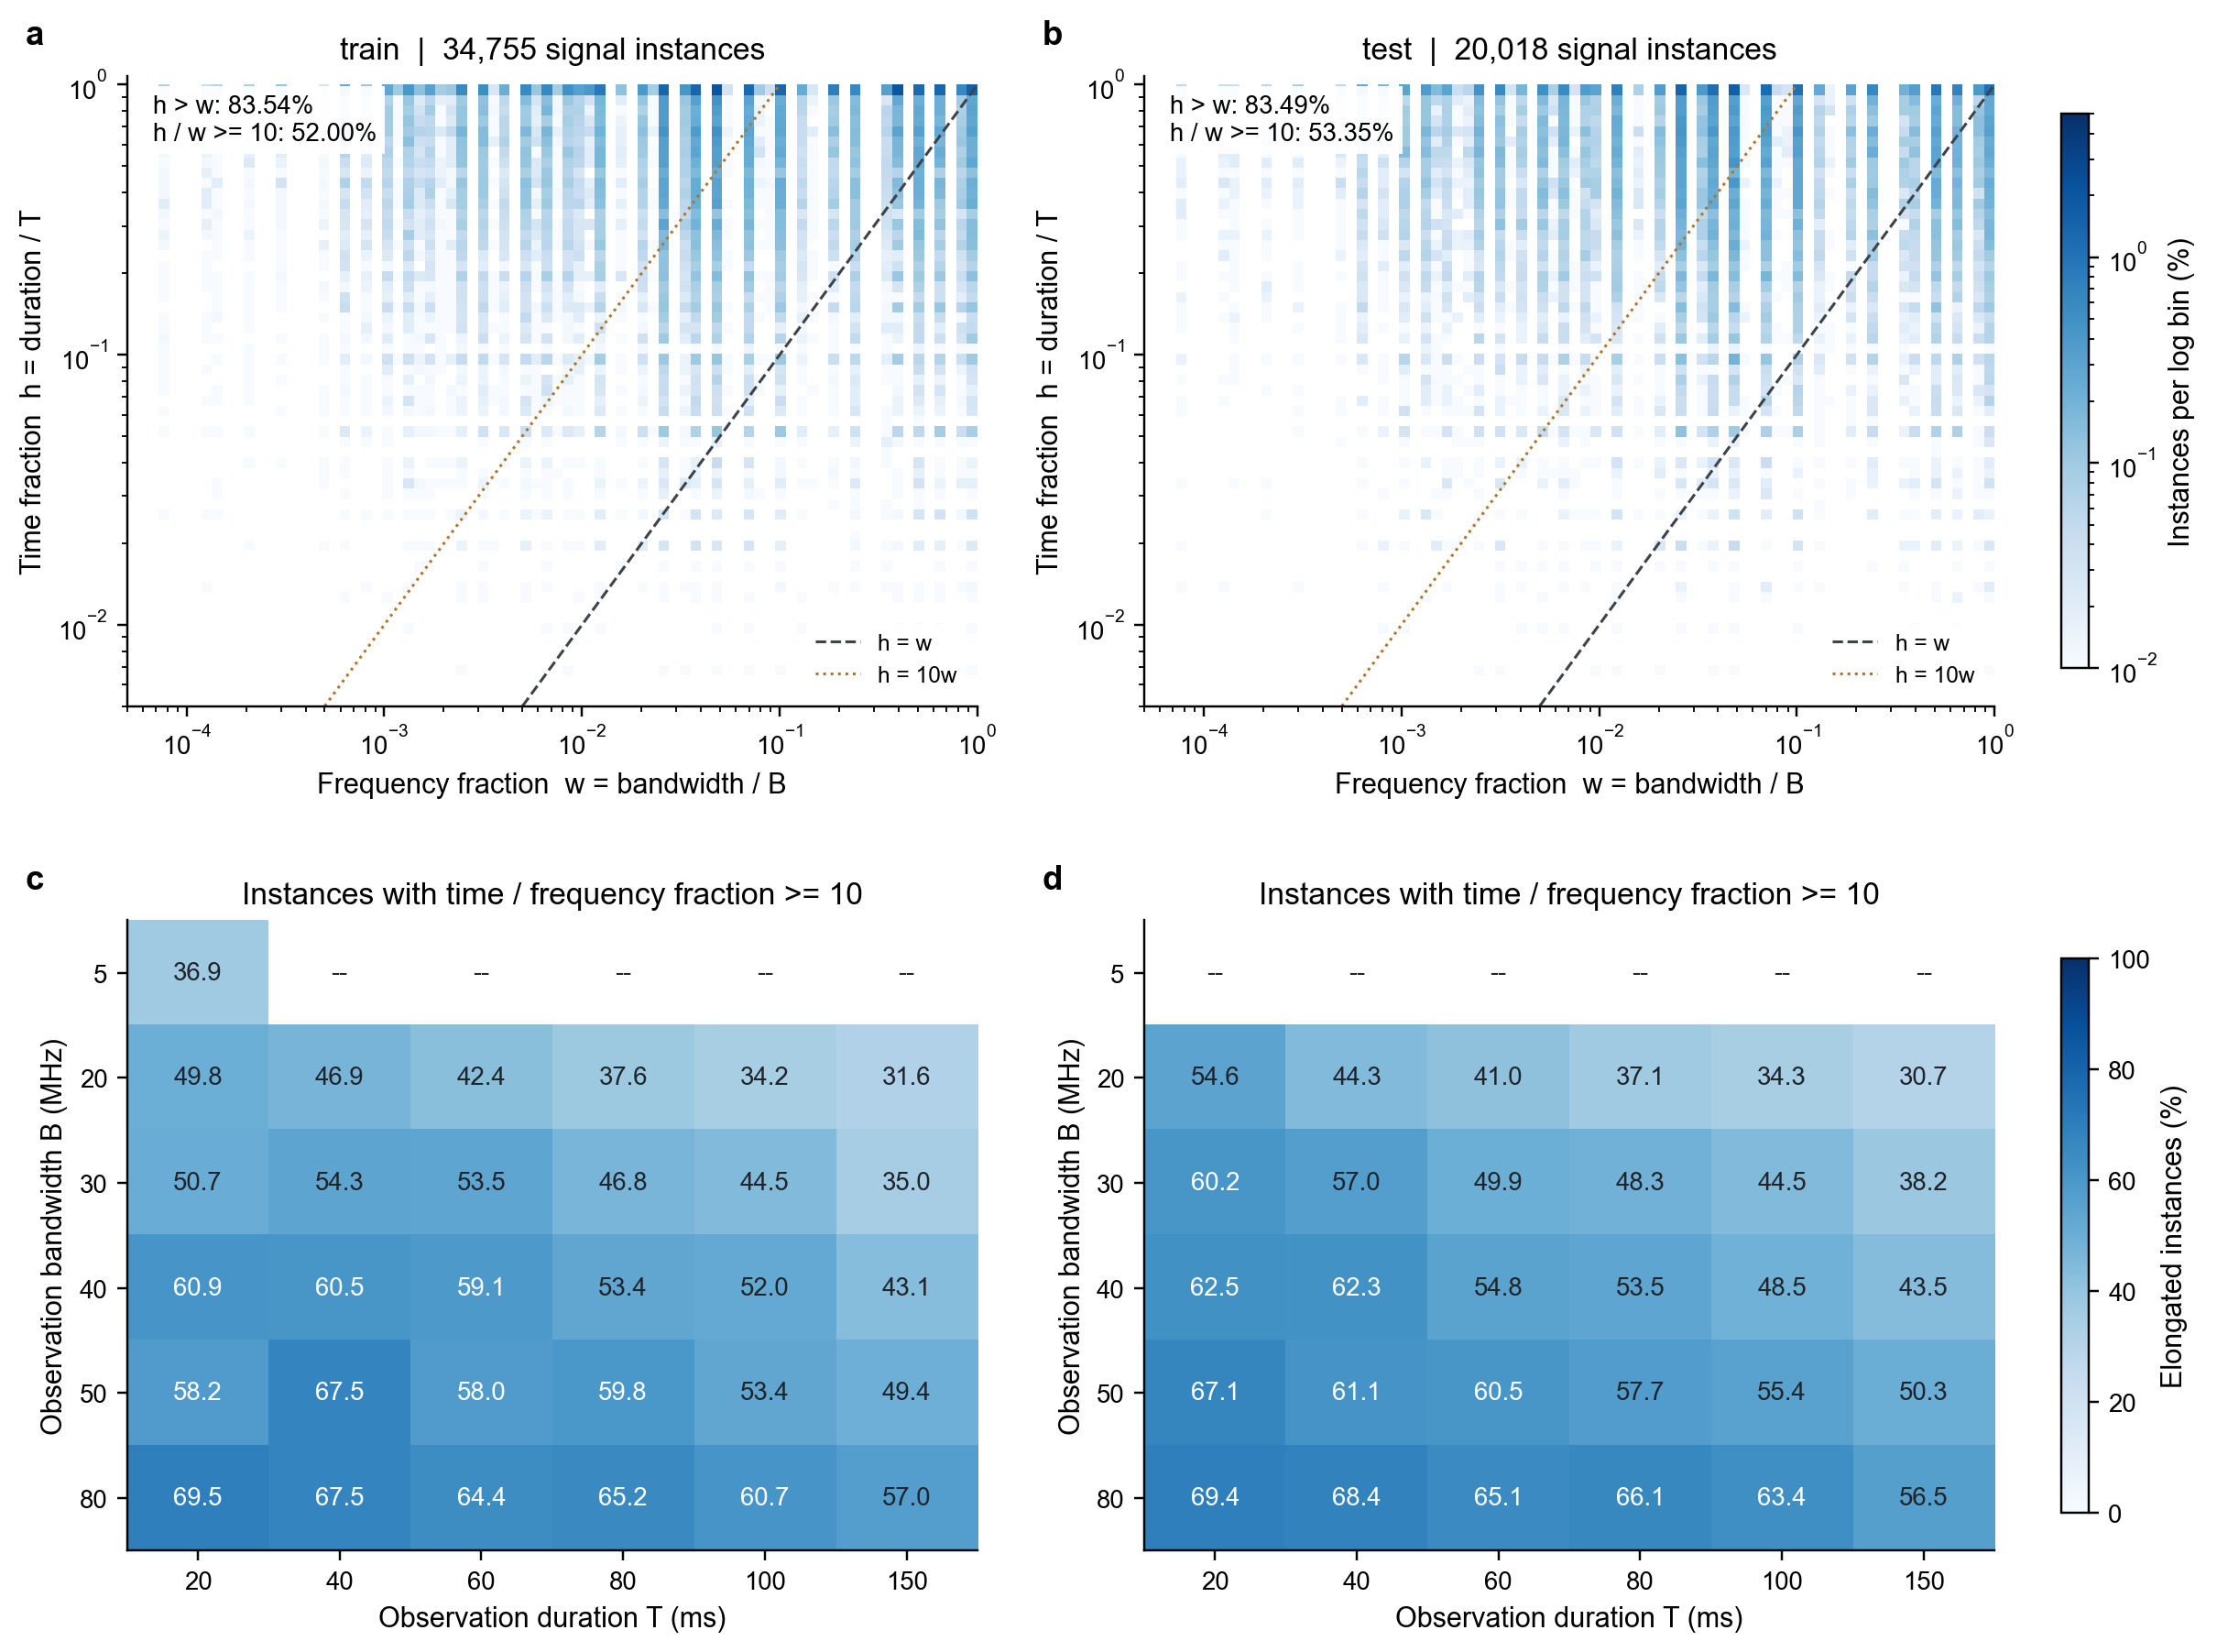 a
train | 34,755 signal instances
h > w: 83.54%
h / w >= 10: 52.00%
10^0
10^−1
10^−2
Time fraction h = duration / T
h = w
h = 10w
10^−4 10^−3 10^−2 10^−1 10^0
Frequency fraction w = bandwidth / B
b
test | 20,018 signal instances
h > w: 83.49%
h / w >= 10: 53.35%
10^0
10^−1
10^−2
Time fraction h = duration / T
h = w
h = 10w
10^−4 10^−3 10^−2 10^−1 10^0
Frequency fraction w = bandwidth / B
10^0
10^−1
10^−2
Instances per log bin (%)
c
Instances with time / frequency fraction >= 10
5 36.9 -- -- -- -- --
20 49.8 46.9 42.4 37.6 34.2 31.6
30 50.7 54.3 53.5 46.8 44.5 35.0
40 60.9 60.5 59.1 53.4 52.0 43.1
50 58.2 67.5 58.0 59.8 53.4 49.4
80 69.5 67.5 64.4 65.2 60.7 57.0
Observation bandwidth B (MHz)
20 40 60 80 100 150
Observation duration T (ms)
d
Instances with time / frequency fraction >= 10
5 -- -- -- -- -- --
20 54.6 44.3 41.0 37.1 34.3 30.7
30 60.2 57.0 49.9 48.3 44.5 38.2
40 62.5 62.3 54.8 53.5 48.5 43.5
50 67.1 61.1 60.5 57.7 55.4 50.3
80 69.4 68.4 65.1 66.1 63.4 56.5
Observation bandwidth B (MHz)
20 40 60 80 100 150
Observation duration T (ms)
100
80
60
40
20
0
Elongated instances (%)